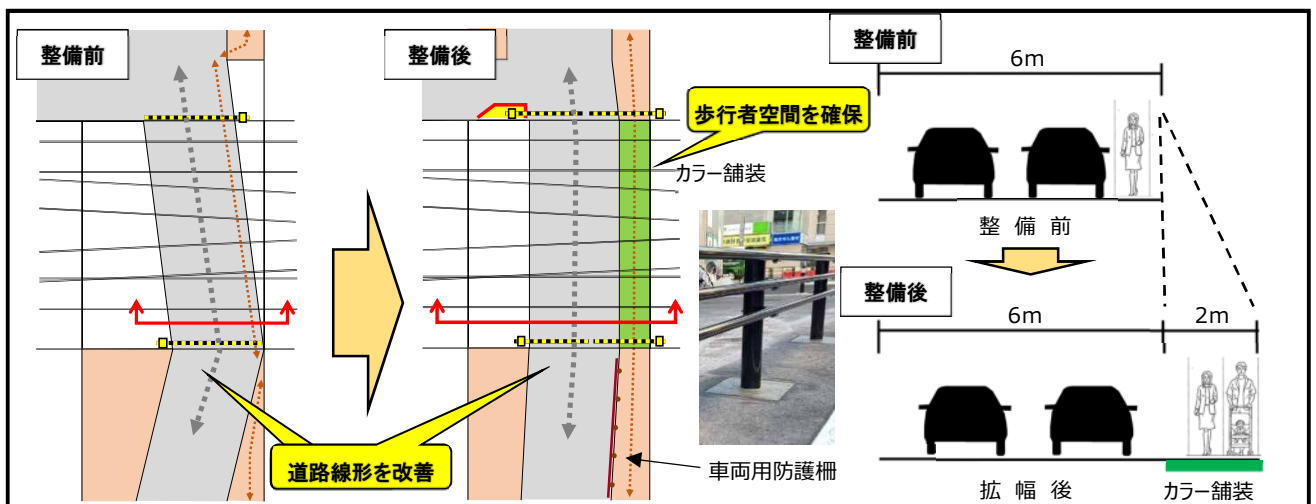 整備前
整備後
歩行者空間を確保
カラー舗装
道路線形を改善
車両用防護柵
整備前
6m
整 備 前
整備後
6m
2m
拡 幅 後
カラー舗装